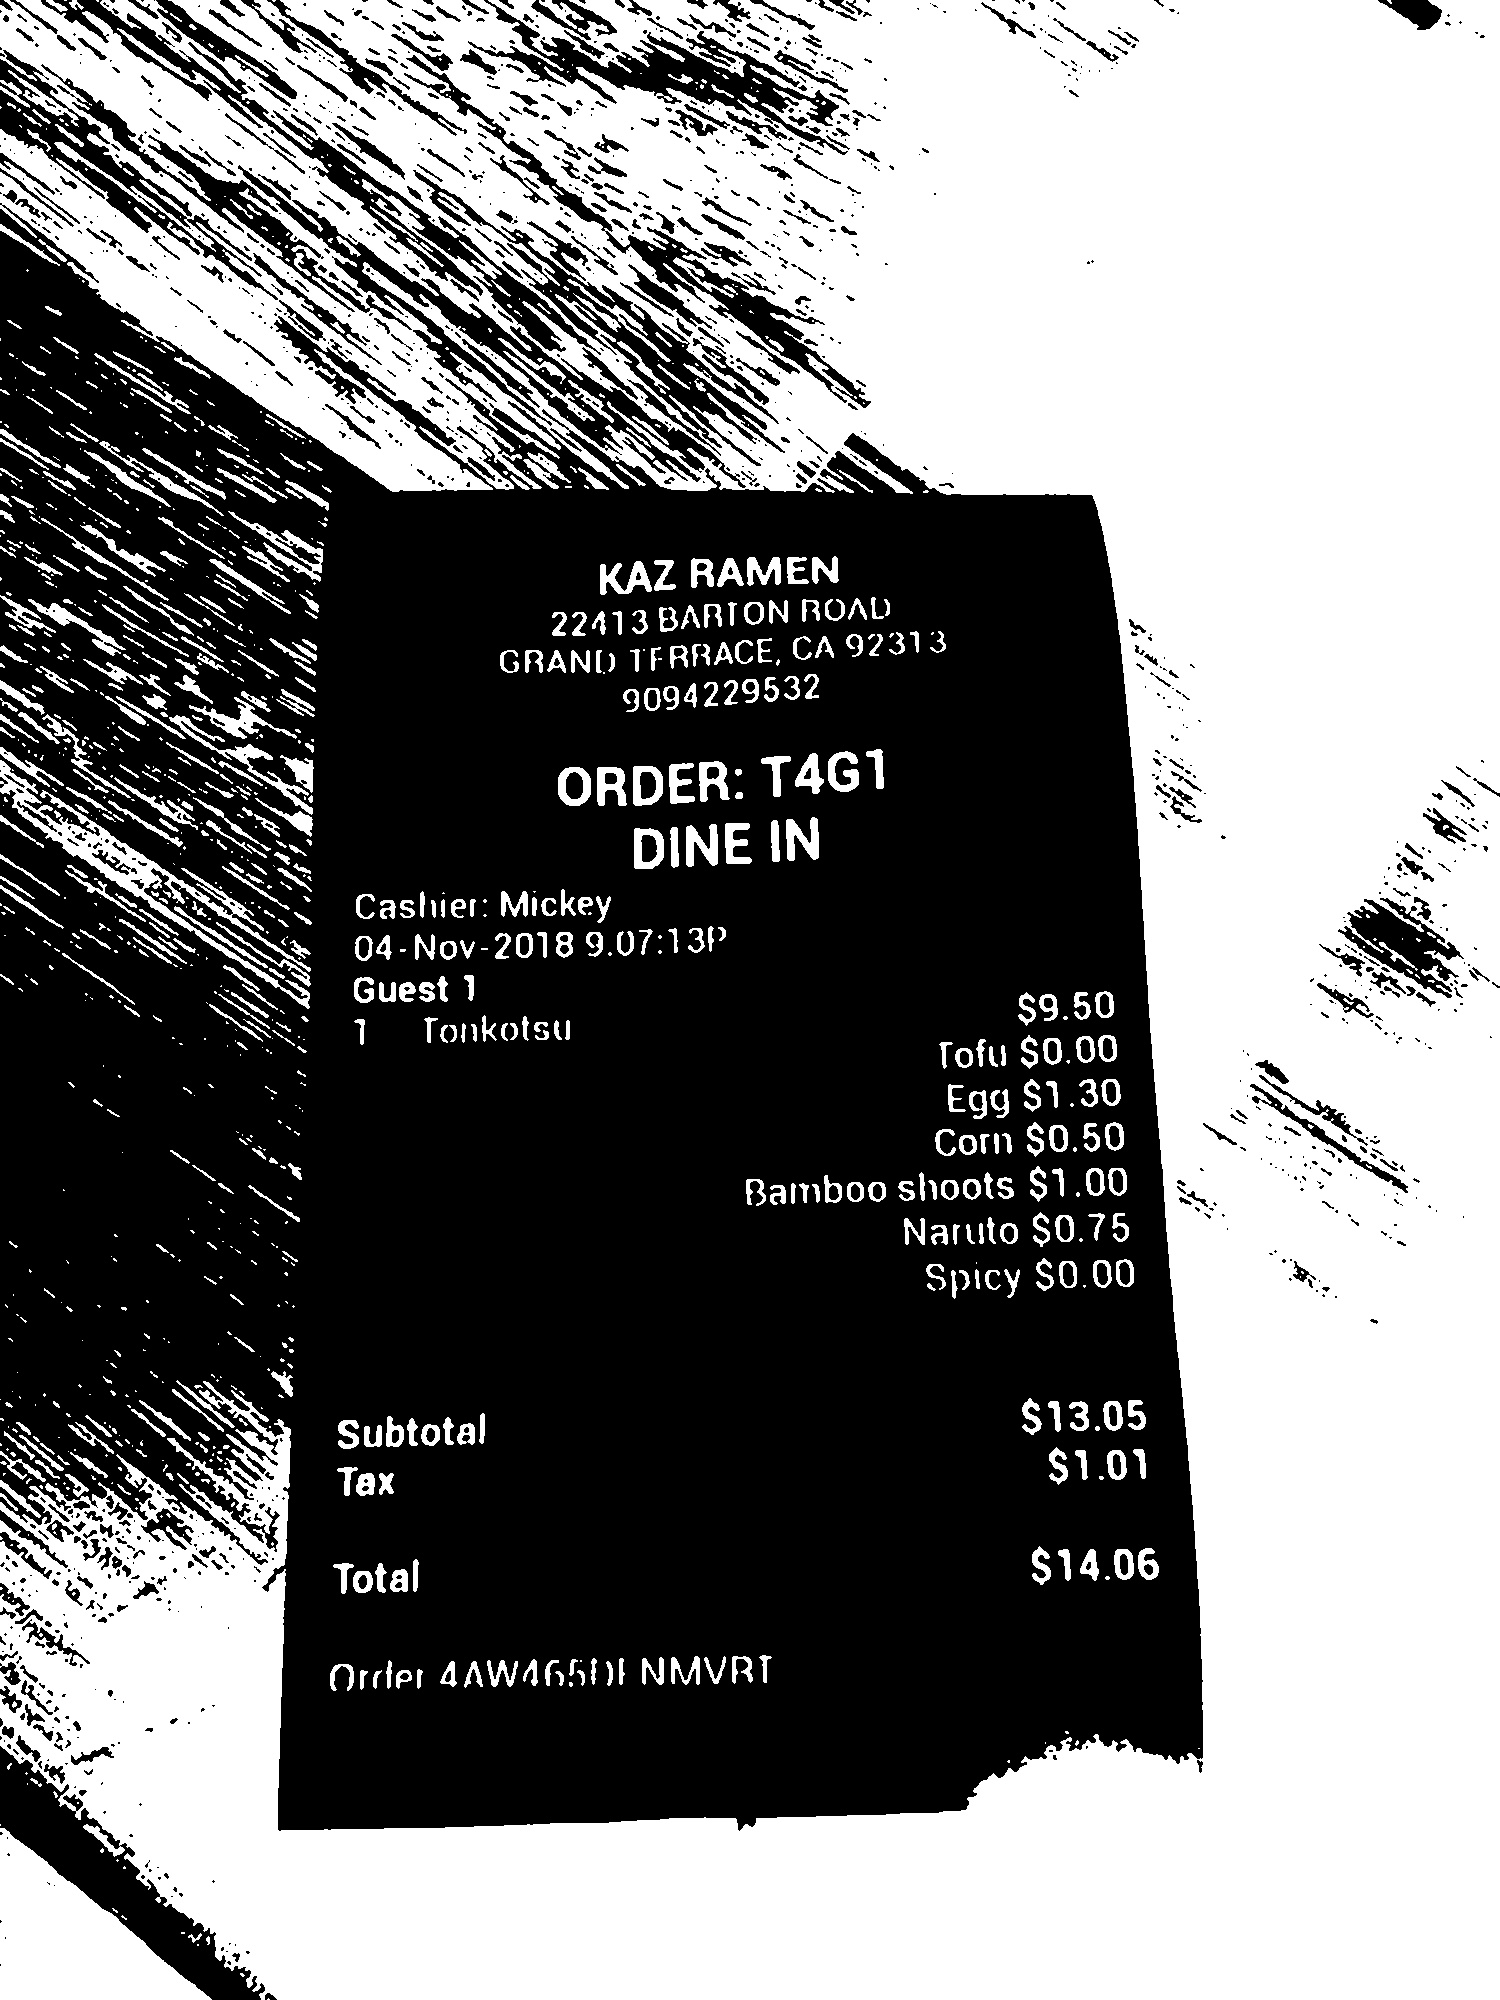 KAZ RAMEN
22413 BARTON ROAD
GRAND TERRACE, CA 92313
9094229532
ORDER: T4G1
DINE IN
Cashier: Mickey
04-Nov-2018 9:07:13P
Guest 1
1 Tonkotsu $9.50
Tofu $0.00
Egg $1.30
Corn $0.50
Bamboo shoots $1.00
Naruto $0.75
Spicy $0.00
Subtotal $13.05
Tax $1.01
Total $14.06
Order